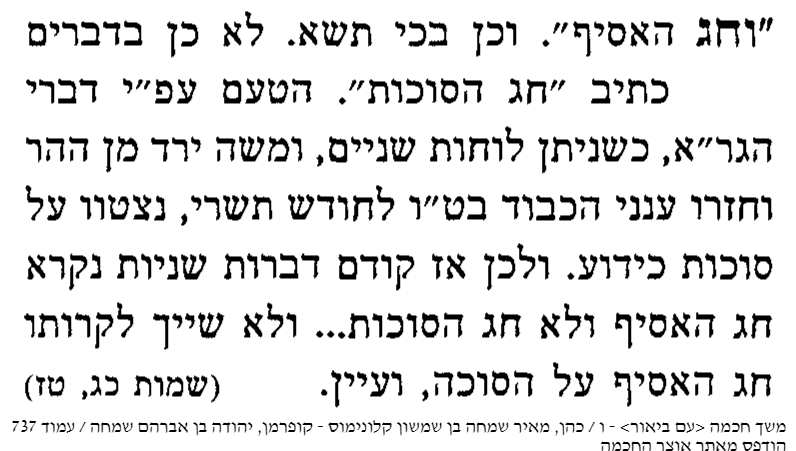 "וחג האסיף". וכן בכי תשא. לא כן בדברים
כתיב "חג הסוכות". הטעם עפ"י דברי
הגר"א, כשניתן לוחות שניים, ומשה ירד מן ההר
וחזרו ענני הכבוד בט"ו לחודש תשרי, נצטוו על
סוכות כידוע. ולכן אז קודם דברות שניות נקרא
חג האסיף ולא חג הסוכות... ולא שייך לקרותו
חג האסיף על הסוכה, ועיין. (שמות כג, טז)
משך חכמה <עם ביאור> - ו / כהן, מאיר שמחה בן שמשון קלונימוס - קופרמן, יהודה בן אברהם שמחה / עמוד 737
הודפס מאתר אוצר החכמה